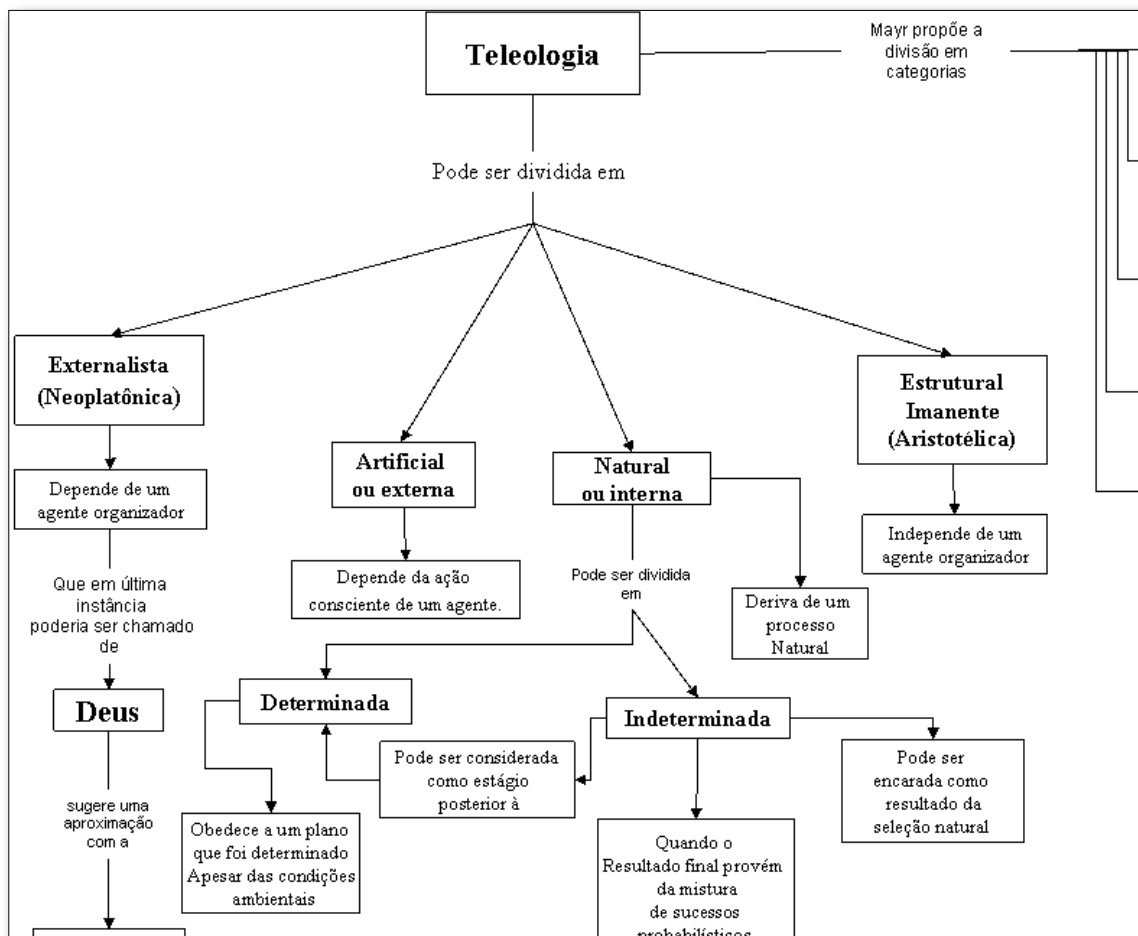 Teleologia
Mayr propõe a
divisão em
categorias
Pode ser dividida em
Externalista
(Neoplatônica)
Artificial
ou externa
Natural
ou interna
Estrutural
Imanente
(Aristotélica)
Depende de um
agente organizador
Depende da ação
consciente de um agente.
Pode ser dividida
em
Deriva de um
processo
Natural
Independe de um
agente organizador
Que em última
instância
poderia ser chamado
de
Deus
Determinada
Indeterminada
Pode ser considerada
como estágio
posterior à
Pode ser
encarada como
resultado da
seleção natural
sugere uma
aproximação
com a
Obedece a um plano
que foi determinado
Apesar das condições
ambientais
Quando o
Resultado final provém
da mistura
de sucessos
probabilísticos